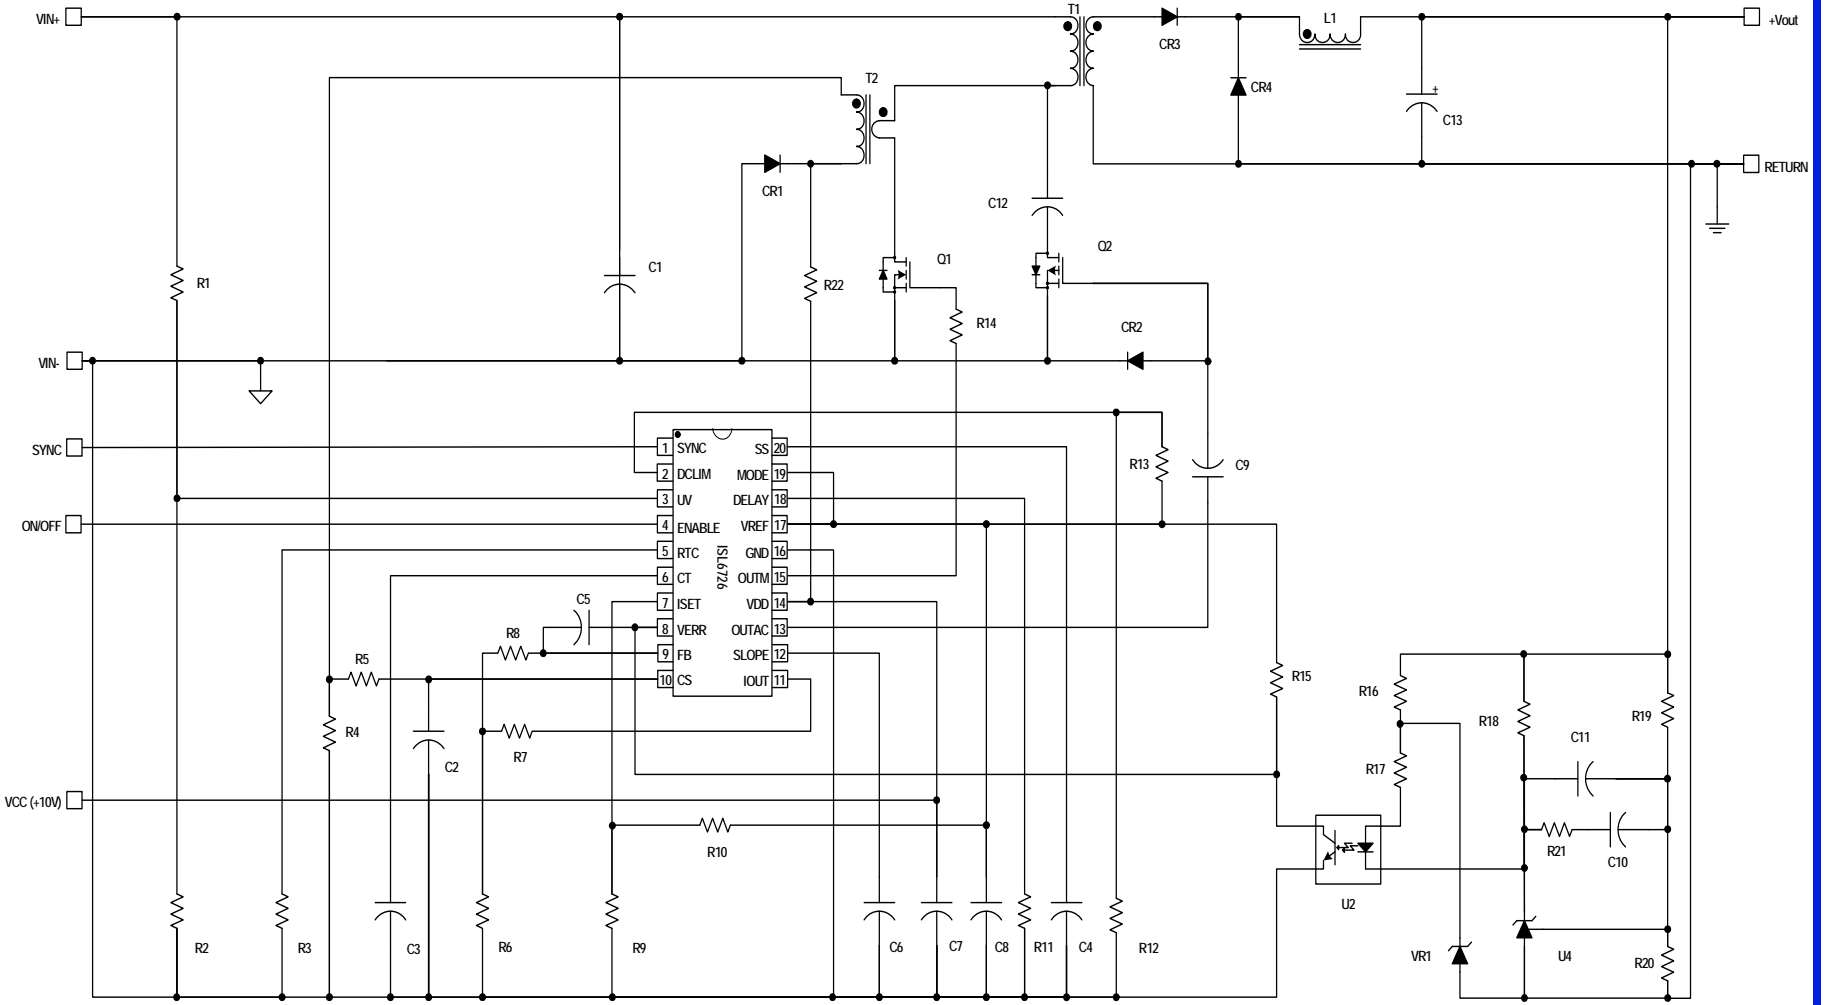 VIN+
T1
L1
+Vout
CR3
T2
CR4
C13
RETURN
CR1
C12
Q1
Q2
R1
C1
R22
R14
CR2
VIN-
SYNC
1 SYNC
SS 20
2 DCLIM
MODE 19
R13
C9
3 UV
DELAY 18
ON/OFF
4 ENABLE
VREF 17
5 RTC
GND 16
ISL6726
6 CT
OUTM 15
7 ISET
VDD 14
C5
8 VERR
OUTAC 13
R8
9 FB
SLOPE 12
R5
10 CS
IOUT 11
R15
R16
R18
R19
R4
C2
R7
C11
R17
VCC (+10V)
R10
R21
C10
U2
R2
R3
C3
R6
R9
C6
C7
C8
R11
C4
R12
VR1
U4
R20